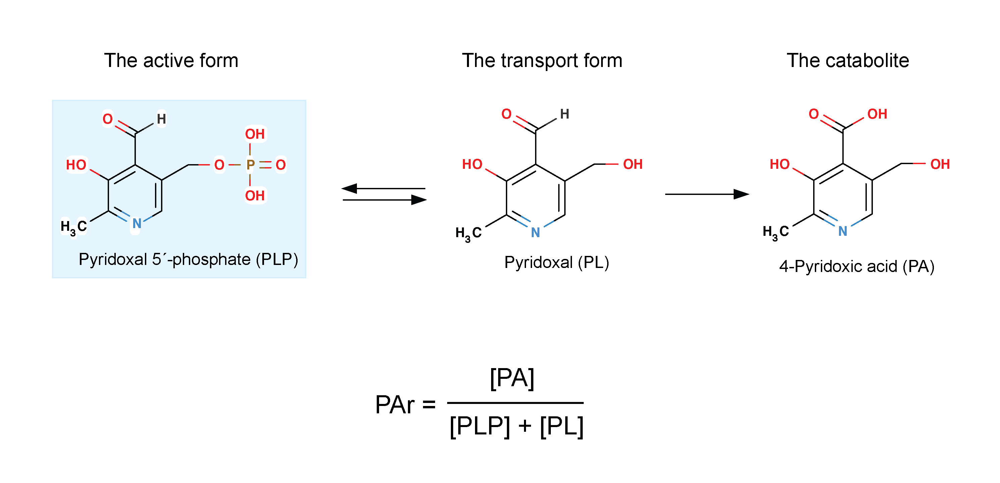 The active form
The transport form
The catabolite
O
H
OH
HO
O
P
O
OH
N
H3C
Pyridoxal 5´-phosphate (PLP)
O
H
HO
OH
N
H3C
Pyridoxal (PL)
O
OH
HO
OH
N
H3C
4-Pyridoxic acid (PA)
PAr = [PA]
[PLP] + [PL]